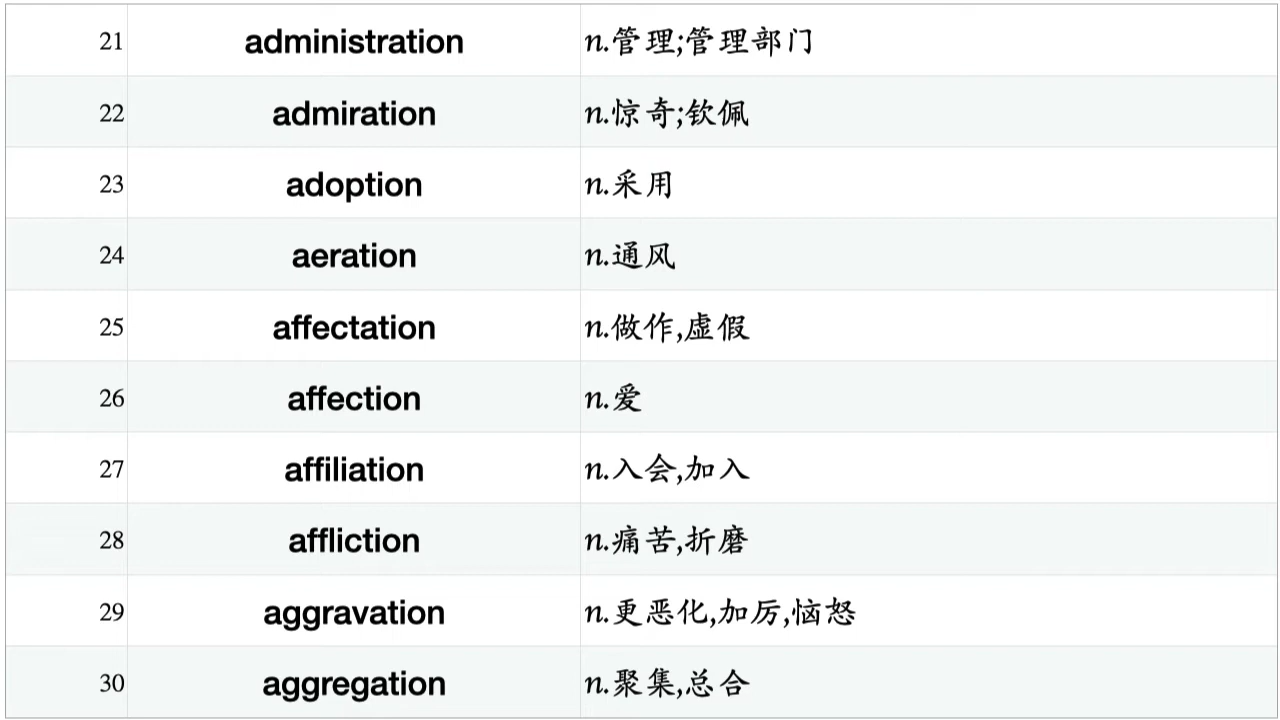 21 administration n.管理;管理部门
22 admiration n.惊奇;钦佩
23 adoption n.采用
24 aeration n.通风
25 affectation n.做作,虚假
26 affection n.爱
27 affiliation n.入会,加入
28 affliction n.痛苦,折磨
29 aggravation n.更恶化,加厉,恼怒
30 aggregation n.聚集,总合